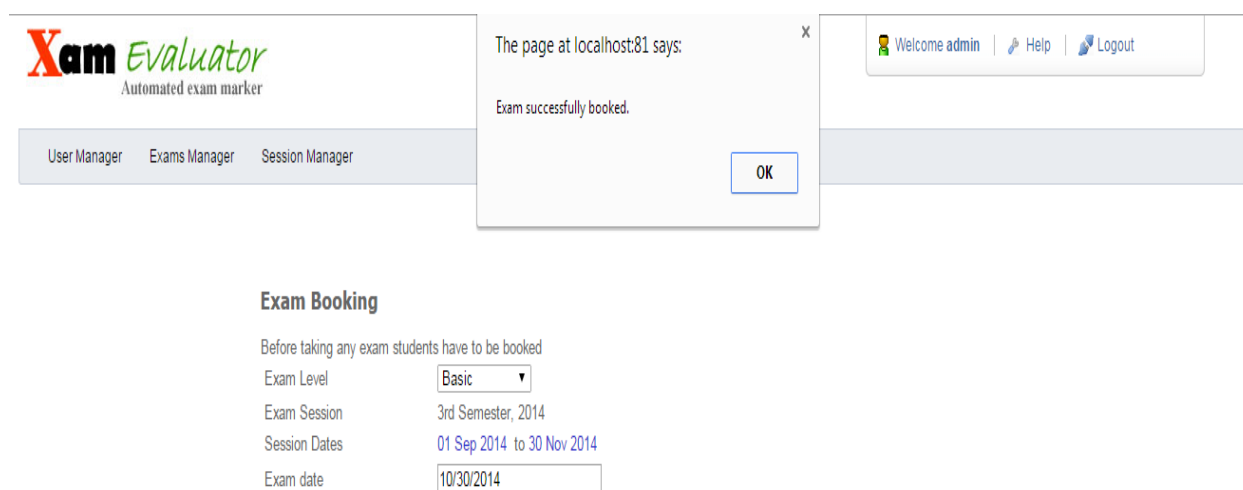 Xam Evaluator
Automated exam marker
The page at localhost:81 says:
x
Exam successfully booked.
OK
Welcome admin | Help | Logout
User Manager Exams Manager Session Manager
Exam Booking
Before taking any exam students have to be booked
Exam Level Basic
Exam Session 3rd Semester, 2014
Session Dates 01 Sep 2014 to 30 Nov 2014
Exam date 10/30/2014